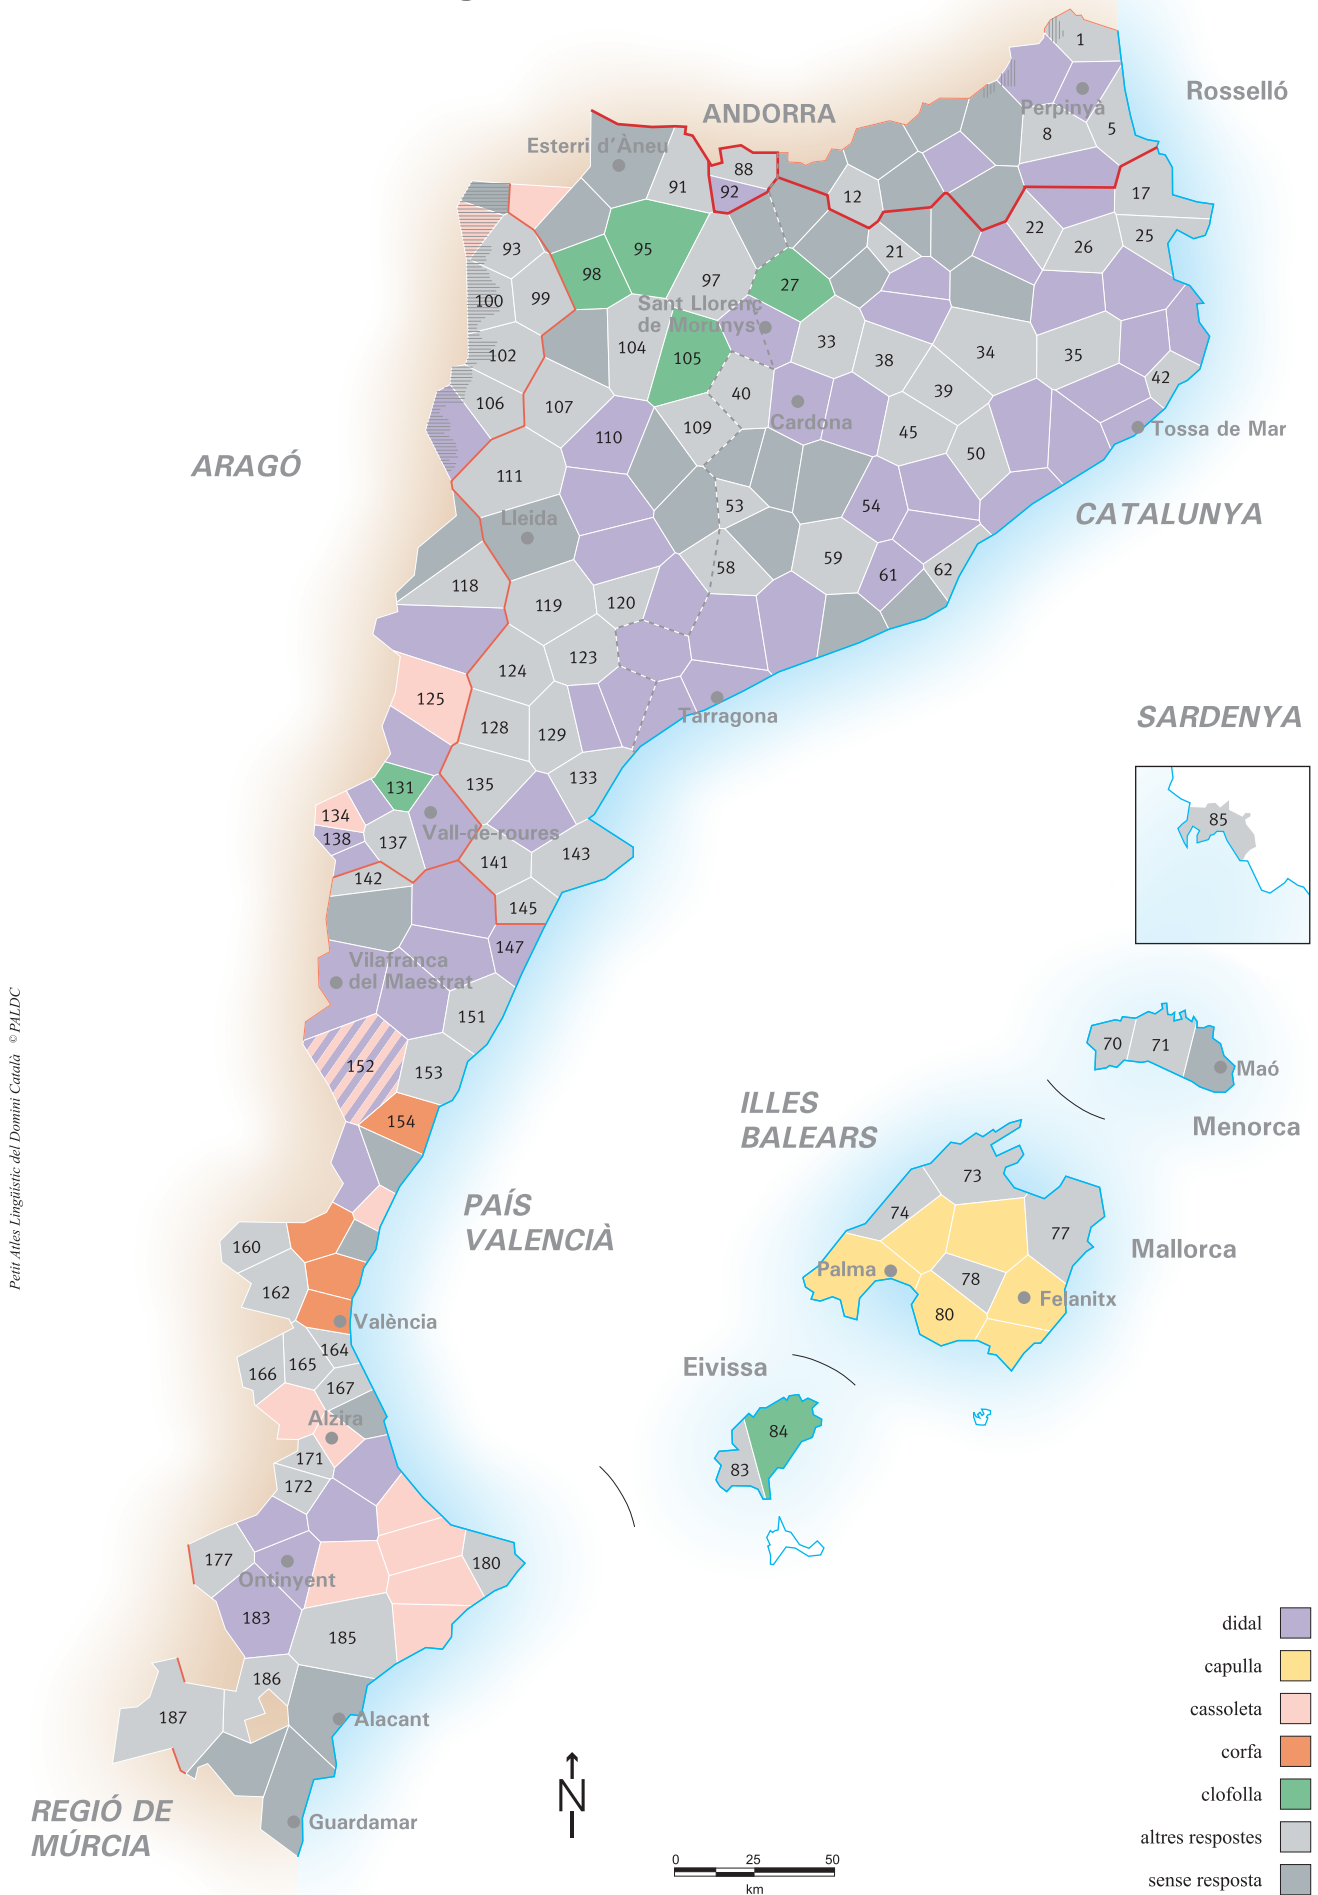 1
Rosselló
Perpinyà
ANDORRA
8
5
Esterri d'Àneu
88
91
92
12
17
22
25
26
21
93
95
98
97
27
100
99
Sant Llorenç
de Morunys
102
104
105
33
38
34
35
42
39
40
106
107
Cardona
109
110
45
50
Tossa de Mar
ARAGÓ
111
53
54
CATALUNYA
Lleida
58
59
61
62
118
119
120
123
124
125
Tarragona
SARDENYA
128
129
133
135
131
134
138
137
Vall-de-roures
85
141
143
142
145
147
Vilafranca
del Maestrat
151
152
153
154
70
71
Maó
Menorca
ILLES
BALEARS
73
74
77
Mallorca
Palma
78
80
Felanitx
PAÍS
VALENCIÀ
160
162
València
164
165
166
167
Eivissa
84
83
Alzira
171
172
177
Ontinyent
180
183
185
186
187
Alacant
REGIÓ DE
MÚRCIA
Guardamar
N
0 25 50
km
didal
capulla
cassoleta
corfa
clofolla
altres respostes
sense resposta
Petit Atles Lingüístic del Domini Català © PALDC